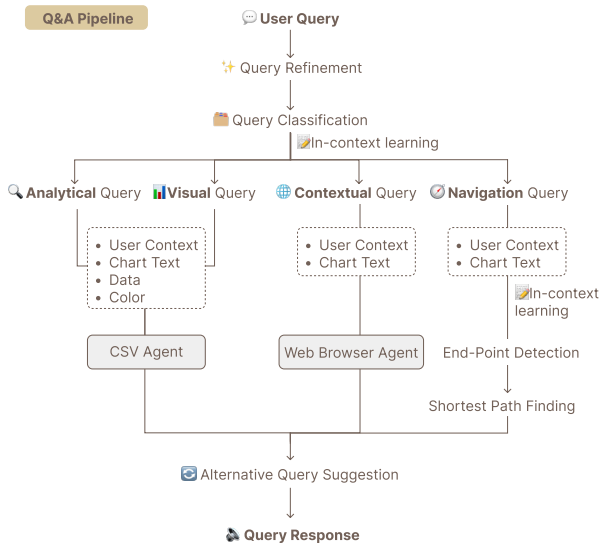 Q&A Pipeline
User Query
Query Refinement
Query Classification
In-context learning
Analytical Query
Visual Query
Contextual Query
Navigation Query
• User Context
• Chart Text
• Data
• Color
• User Context
• Chart Text
• User Context
• Chart Text
In-context
learning
CSV Agent
Web Browser Agent
End-Point Detection
Shortest Path Finding
Alternative Query Suggestion
Query Response